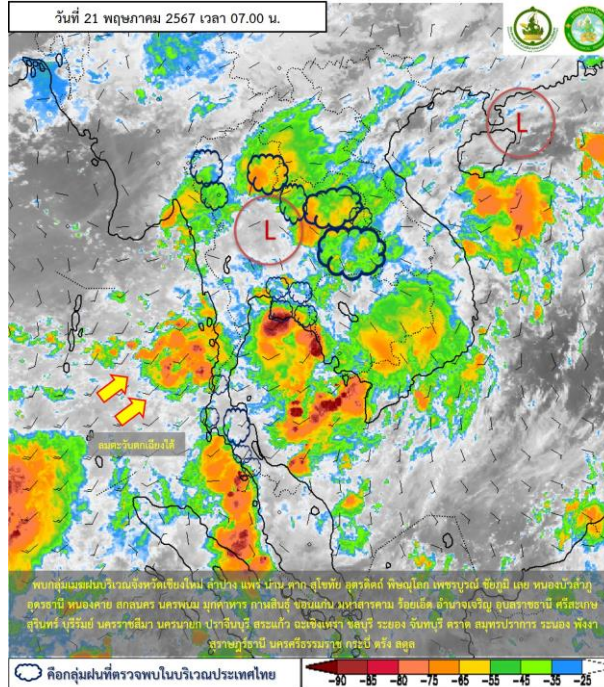 วันที่ 21 พฤษภาคม 2567 เวลา 07.00 น.
L
L
ลมตะวันตกเฉียงใต้
พบกลุ่มเมฆฝนบริเวณจังหวัดเชียงใหม่ ลำปาง แพร่ น่าน ตาก สุโขทัย อุตรดิตถ์ พิษณุโลก เพชรบูรณ์ ชัยภูมิ เลย หนองบัวลำภู
อุดรธานี หนองคาย สกลนคร นครพนม มุกดาหาร กาฬสินธุ์ ขอนแก่น มหาสารคาม ร้อยเอ็ด อำนาจเจริญ อุบลราชธานี ศรีสะเกษ
สุรินทร์ บุรีรัมย์ นครราชสีมา นครนายก ปราจีนบุรี สระแก้ว ฉะเชิงเทรา ชลบุรี ระยอง จันทบุรี ตราด สมุทรปราการ ระนอง พังงา
สุราษฎร์ธานี นครศรีธรรมราช กระบี่ ตรัง สตูล
คือกลุ่มฝนที่ตรวจพบในบริเวณประเทศไทย
-90 -85 -80 -75 -65 -55 -45 -35 -25